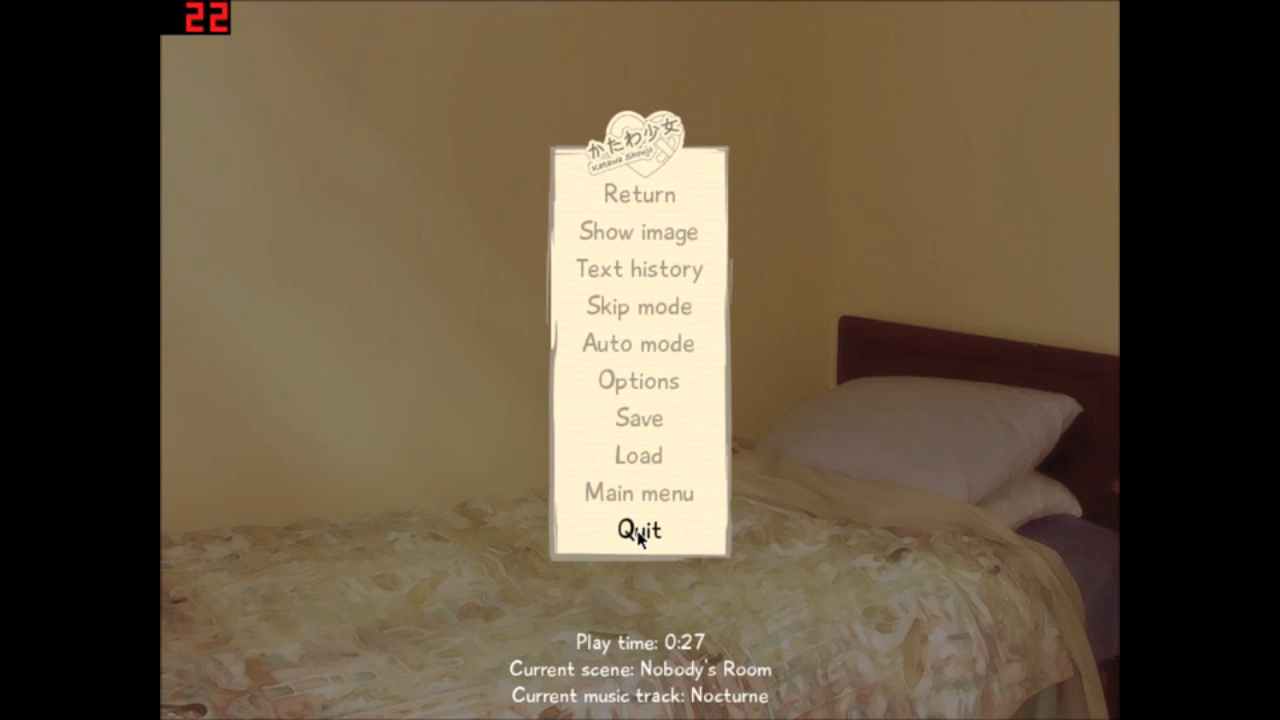 22
かたわ少女
Katawa Shoujo
Return
Show image
Text history
Skip mode
Auto mode
Options
Save
Load
Main menu
Quit
Play time: 0:27
Current scene: Nobody's Room
Current music track: Nocturne